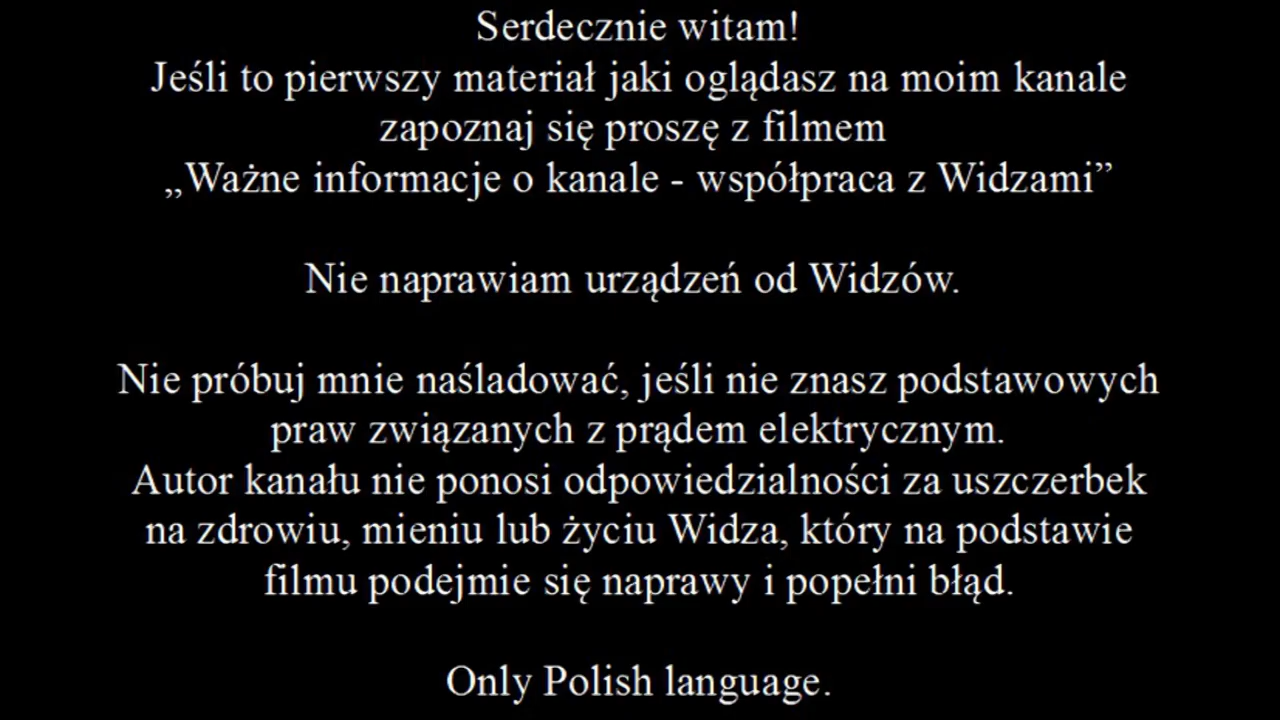 Serdecznie witam!
Jeśli to pierwszy materiał jaki oglądasz na moim kanale
zapoznaj się proszę z filmem
„Ważne informacje o kanale - współpraca z Widzami”
Nie naprawiam urządzeń od Widzów.
Nie próbuj mnie naśladować, jeśli nie znasz podstawowych
praw związanych z prądem elektrycznym.
Autor kanału nie ponosi odpowiedzialności za uszczerbek
na zdrowiu, mieniu lub życiu Widza, który na podstawie
filmu podejmie się naprawy i popełni błąd.
Only Polish language.